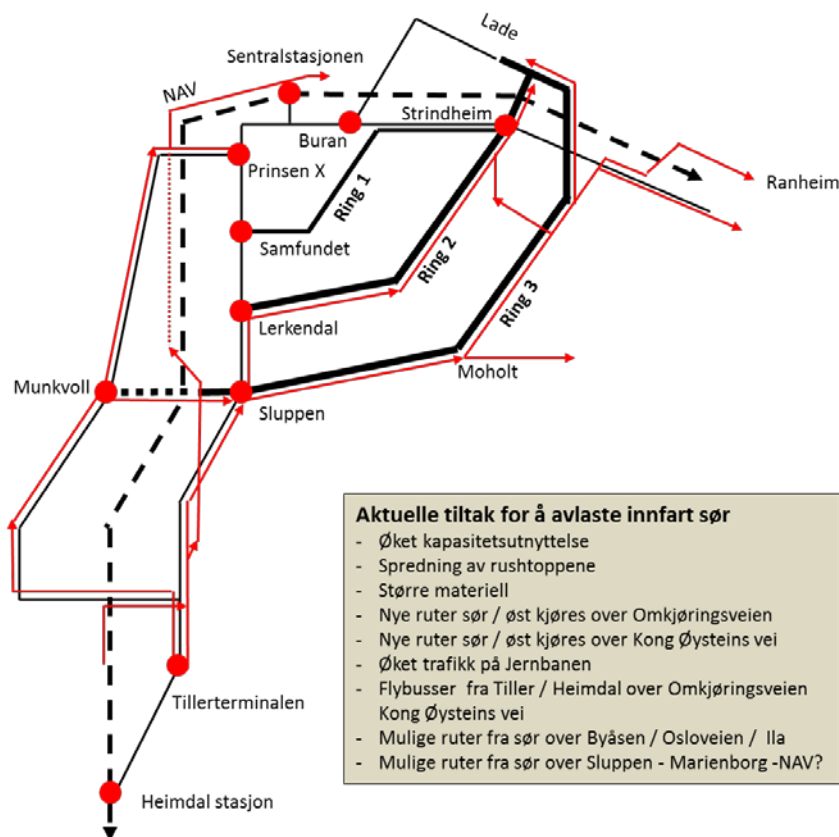 Lade
Sentralstasjonen
NAV
Strindheim
Buran
Prinsen X
Ranheim
Ring 1
Samfundet
Ring 2
Ring 3
Lerkendal
Moholt
Munkvoll
Sluppen
Aktuelle tiltak for å avlaste innfart sør
- Øket kapasitetsutnyttelse
- Spredning av rushtoppene
- Større materiell
- Nye ruter sør / øst kjøres over Omkjøringsveien
- Nye ruter sør / øst kjøres over Kong Øysteins vei
- Øket trafikk på Jernbanen
- Flybusser fra Tiller / Heimdal over Omkjøringsveien
Kong Øysteins vei
- Mulige ruter fra sør over Byåsen / Osloveien / Ila
- Mulige ruter fra sør over Sluppen - Marienborg -NAV?
Tillerterminalen
Heimdal stasjon